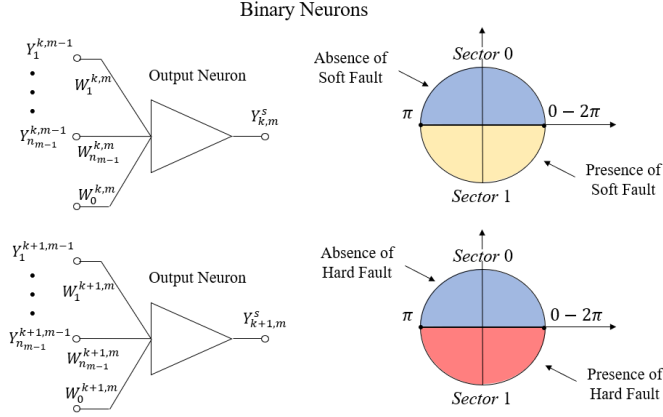 Binary Neurons
Y_1^{k,m-1}
W_1^{k,m}
Output Neuron
Y_{n_{m-1}}^{k,m-1}
W_{n_{m-1}}^{k,m}
W_0^{k,m}
Y_{k,m}^s
Absence of
Soft Fault
Sector 0
π
0 − 2π
Presence of
Soft Fault
Sector 1
Y_1^{k+1,m-1}
W_1^{k+1,m}
Output Neuron
Y_{n_{m-1}}^{k+1,m-1}
W_{n_{m-1}}^{k+1,m}
W_0^{k+1,m}
Y_{k+1,m}^s
Absence of
Hard Fault
Sector 0
π
0 − 2π
Presence of
Hard Fault
Sector 1